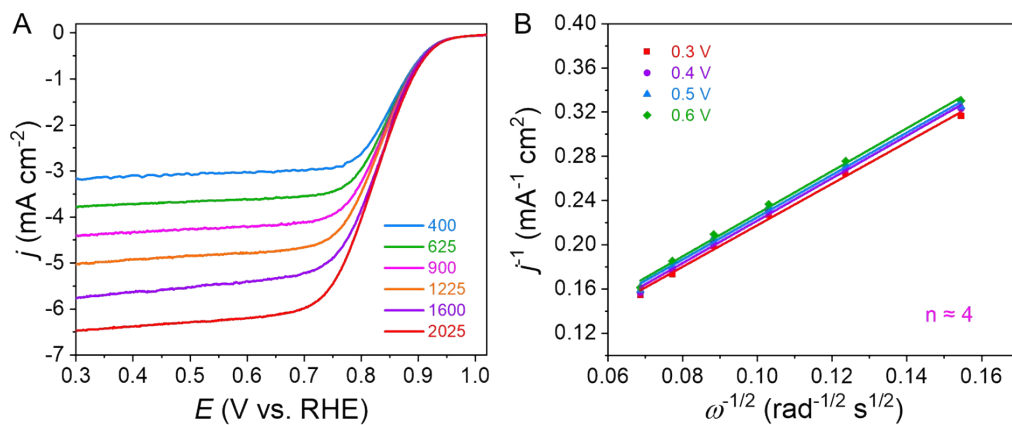 A
0
-1
-2
-3
-4
-5
-6
-7
j (mA cm-2)
400
625
900
1225
1600
2025
0.3 0.4 0.5 0.6 0.7 0.8 0.9 1.0
E (V vs. RHE)
B
0.40
0.36
0.32
0.28
0.24
0.20
0.16
0.12
j-1 (mA-1 cm2)
0.3 V
0.4 V
0.5 V
0.6 V
n ≈ 4
0.06 0.08 0.10 0.12 0.14 0.16
ω-1/2 (rad-1/2 s1/2)